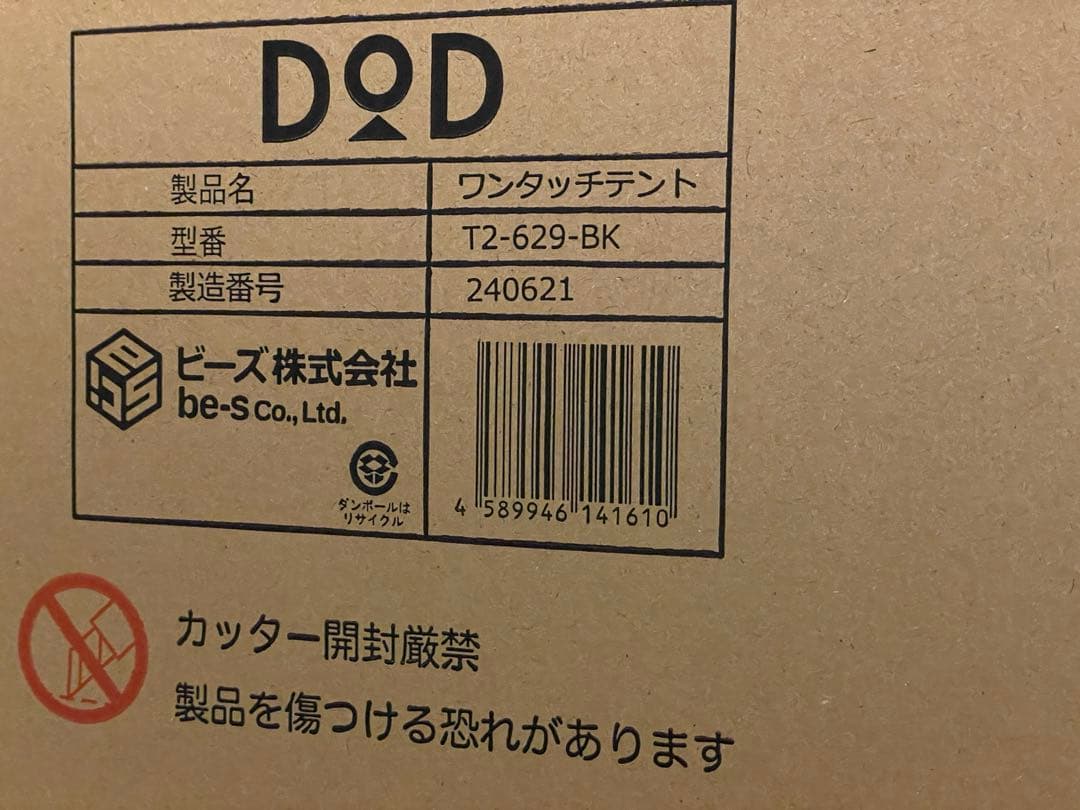 DOD
製品名 ワンタッチテント
型番 T2-629-BK
製造番号 240621
ビーズ株式会社
be-s Co., Ltd.
ダンボールは
リサイクル
4 589946 141610
カッター開封厳禁
製品を傷つける恐れがあります